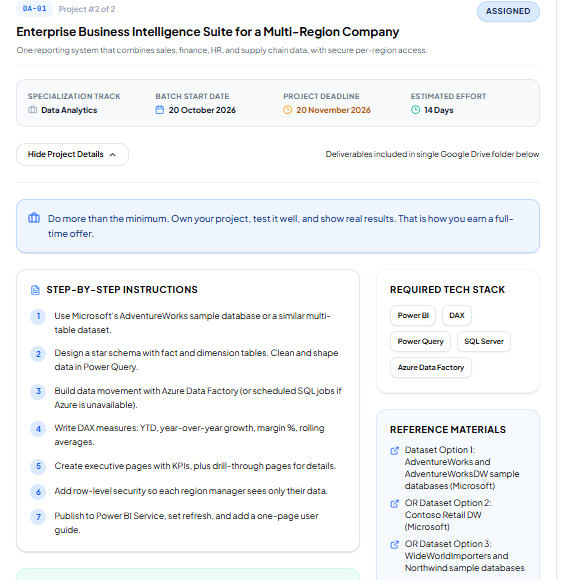 DA-01 Project #2 of 2
ASSIGNED
Enterprise Business Intelligence Suite for a Multi-Region Company
One reporting system that combines sales, finance, HR, and supply chain data, with secure per-region access.
SPECIALIZATION TRACK
Data Analytics
BATCH START DATE
20 October 2026
PROJECT DEADLINE
20 November 2026
ESTIMATED EFFORT
14 Days
Hide Project Details
Deliverables included in single Google Drive folder below
Do more than the minimum. Own your project, test it well, and show real results. That is how you earn a full-
time offer.
STEP-BY-STEP INSTRUCTIONS
1 Use Microsoft's AdventureWorks sample database or a similar multi-
table dataset.
2 Design a star schema with fact and dimension tables. Clean and shape
data in Power Query.
3 Build data movement with Azure Data Factory (or scheduled SQL jobs if
Azure is unavailable).
4 Write DAX measures: YTD, year-over-year growth, margin %, rolling
averages.
5 Create executive pages with KPIs, plus drill-through pages for details.
6 Add row-level security so each region manager sees only their data.
7 Publish to Power BI Service, set refresh, and add a one-page user
guide.
REQUIRED TECH STACK
Power BI
DAX
Power Query
SQL Server
Azure Data Factory
REFERENCE MATERIALS
Dataset Option 1:
AdventureWorks and
AdventureWorksDW sample
databases (Microsoft)
OR Dataset Option 2:
Contoso Retail DW
(Microsoft)
OR Dataset Option 3:
WideWorldImporters and
Northwind sample databases